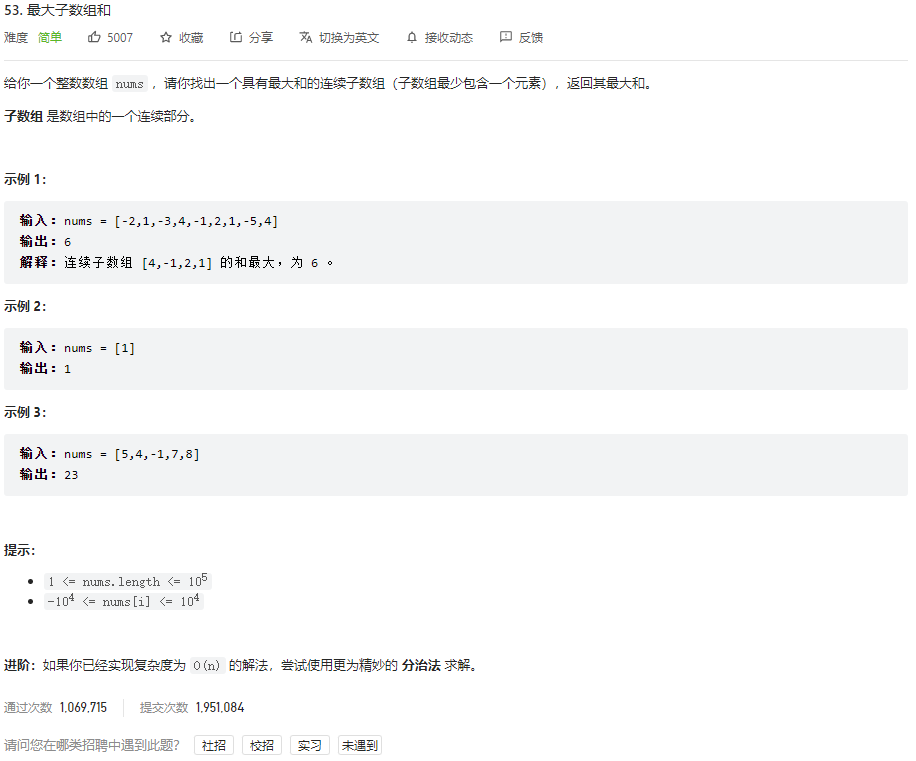 53. 最大子数组和
难度 简单 5007 收藏 分享 切换为英文 接收动态 反馈
给你一个整数数组 nums ，请你找出一个具有最大和的连续子数组（子数组最少包含一个元素），返回其最大和。
子数组 是数组中的一个连续部分。
示例 1：
输入：nums = [-2,1,-3,4,-1,2,1,-5,4]
输出：6
解释：连续子数组 [4,-1,2,1] 的和最大，为 6 。
示例 2：
输入：nums = [1]
输出：1
示例 3：
输入：nums = [5,4,-1,7,8]
输出：23
提示：
1 <= nums.length <= 10⁵
-10⁴ <= nums[i] <= 10⁴
进阶：如果你已经实现复杂度为 O(n) 的解法，尝试使用更为精妙的 分治法 求解。
通过次数 1,069,715 提交次数 1,951,084
请问您在哪类招聘中遇到此题？ 社招 校招 实习 未遇到